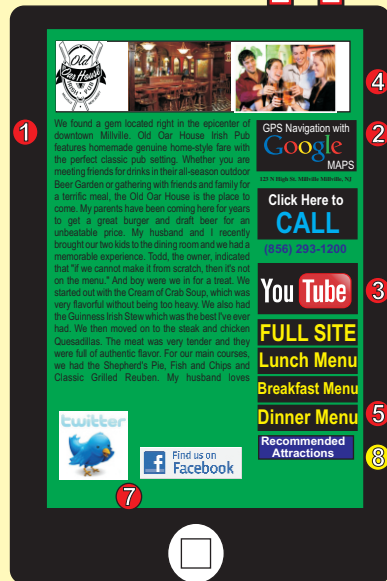 Old
Oar House
IRISH PUB
1
4
We found a gem located right in the epicenter of
downtown Millville. Old Oar House Irish Pub
features homemade genuine home-style fare with
the perfect classic pub setting. Whether you are
meeting friends for drinks in their all-season outdoor
Beer Garden or gathering with friends and family for
a terrific meal, the Old Oar House is the place to
come. My parents have been coming here for years
to get a great burger and draft beer for an
unbeatable price. My husband and I recently
brought our two kids to the dining room and we had a
memorable experience. Todd, the owner, indicated
that "If we cannot make it from scratch, then it's not
on the menu." And boy were we in for a treat. We
started out with the Cream of Crab Soup, which was
very flavorful without being too heavy. We also had
the Guinness Irish Stew which was the best I've ever
had. We then moved on to the steak and chicken
Quesadillas. The meat was very tender and they
were full of authentic flavor. For our main courses,
we had the Shepherd's Pie, Fish and Chips and
Classic Grilled Reuben. My husband loves
GPS Navigation with
Google
MAPS
2
123 N High St. Millville Millville, NJ
Click Here to
CALL
(856) 293-1200
You Tube
3
FULL SITE
Lunch Menu
Breakfast Menu
Dinner Menu
5
Recommended
Attractions
8
twitter
Find us on
Facebook
7